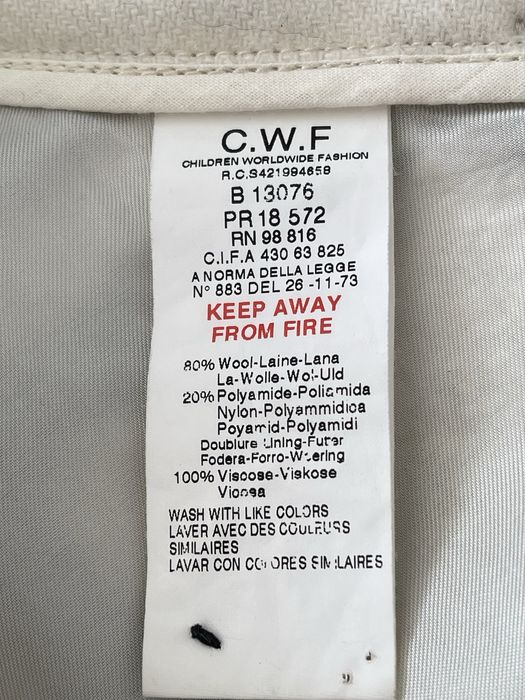 C.W.F
CHILDREN WORLDWIDE FASHION
R.C.S421994658
B 13076
PR 18 572
RN 98 816
C.I.F.A 430 63 825
A NORMA DELLA LEGGE
N° 883 DEL 26 -11-73
KEEP AWAY
FROM FIRE
80% Wool-Laine-Lana
La-Wolle-Wol-Uld
20% Polyamide-Poliamida
Nylon-Polyammidica
Poyamid-Polyamidi
Doublure Lining-Futer
Fodera-Forro-
100% Viscose-Viskose
Viosea
WASH WITH LIKE COLORS
LAVER AVEC DES COULEURS
SIMILAIRES
LAVAR CON COLORES SIMILAIRES